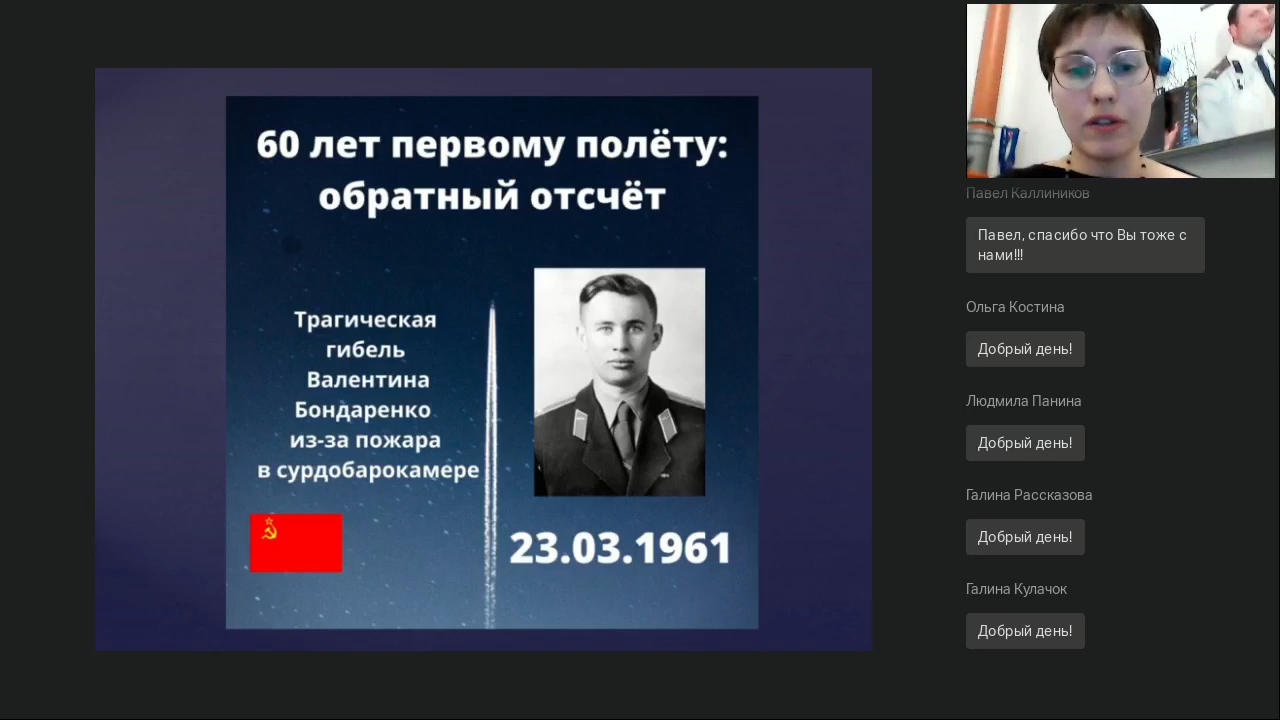 60 лет первому полёту:
обратный отсчёт
Трагическая
гибель
Валентина
Бондаренко
из-за пожара
в сурдобарокамере
23.03.1961
Павел Каллиников
Павел, спасибо что Вы тоже с
нами!!!
Ольга Костина
Добрый день!
Людмила Панина
Добрый день!
Галина Рассказова
Добрый день!
Галина Кулачок
Добрый день!